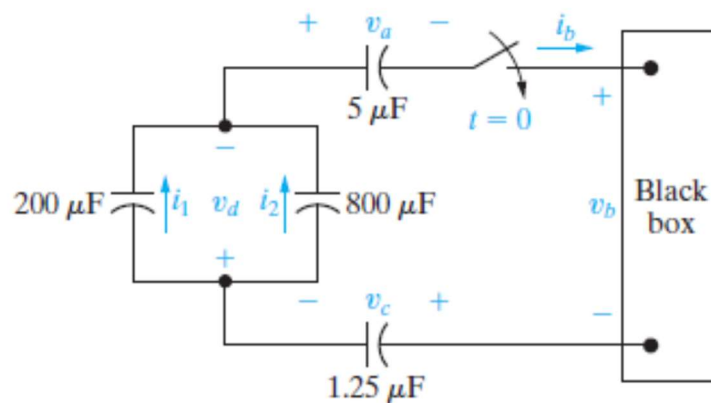 + v_a − i_b
5 μF
t = 0
+
−
200 μF i_1 v_d i_2 800 μF
v_b Black
box
+
− v_c +
−
1.25 μF